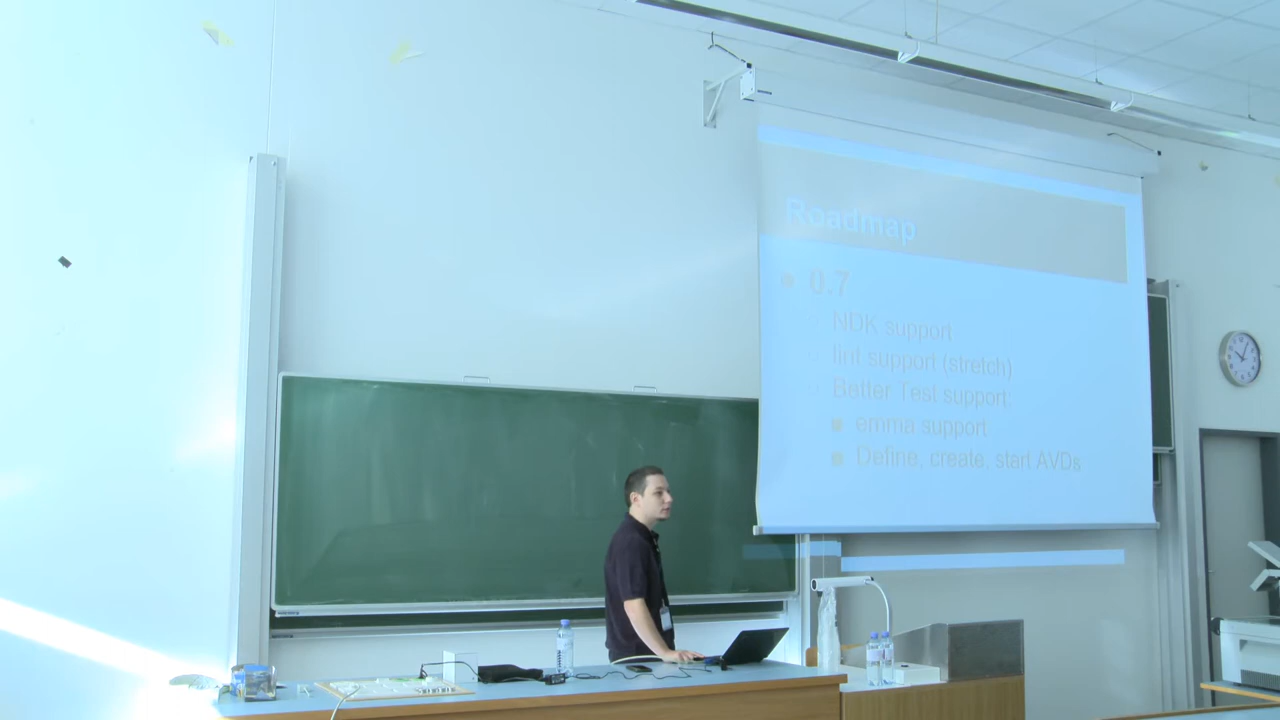 Roadmap
0.7
NDK support
lint support (stretch)
Better Test support:
emma support
Define, create, start AVDs